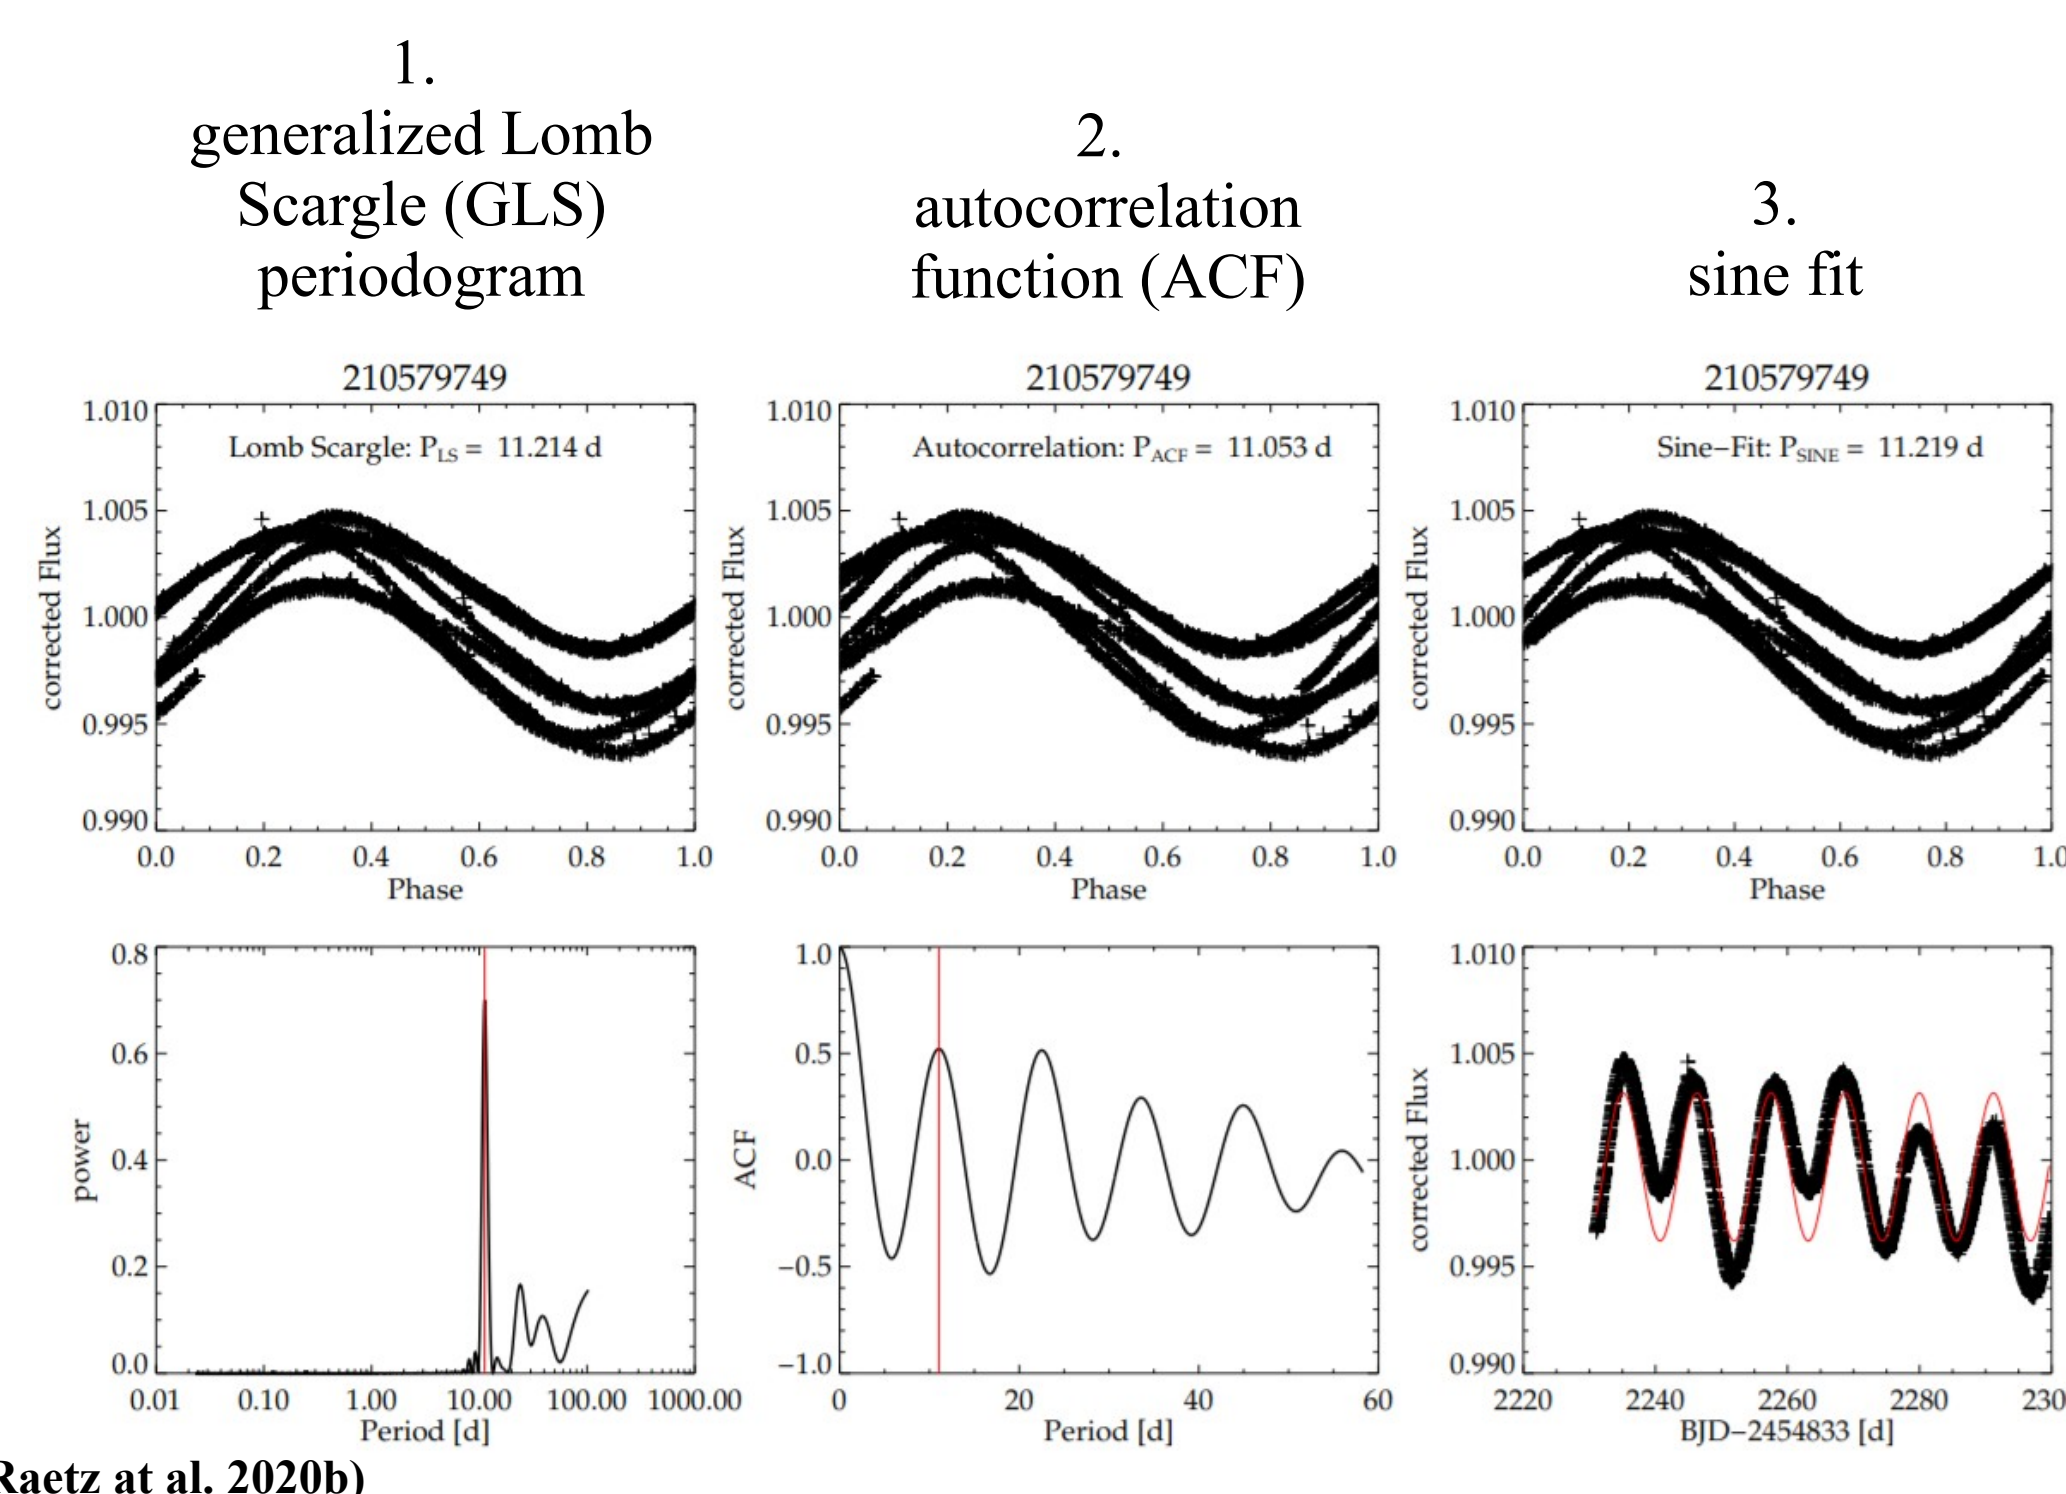 1.
generalized Lomb
Scargle (GLS)
periodogram
2.
autocorrelation
function (ACF)
3.
sine fit
210579749
Lomb Scargle: P_LS = 11.214 d
corrected Flux
1.010
1.005
1.000
0.995
0.990
0.0 0.2 0.4 0.6 0.8 1.0
Phase
210579749
Autocorrelation: P_ACF = 11.053 d
corrected Flux
1.010
1.005
1.000
0.995
0.990
0.0 0.2 0.4 0.6 0.8 1.0
Phase
210579749
Sine-Fit: P_SINE = 11.219 d
corrected Flux
1.010
1.005
1.000
0.995
0.990
0.0 0.2 0.4 0.6 0.8 1.0
Phase
power
0.8
0.6
0.4
0.2
0.0
0.01 0.10 1.00 10.00 100.00 1000.00
Period [d]
ACF
1.0
0.5
0.0
−0.5
−1.0
0 20 40 60
Period [d]
corrected Flux
1.010
1.005
1.000
0.995
0.990
2220 2240 2260 2280 230
BJD−2454833 [d]
Raetz at al. 2020b)